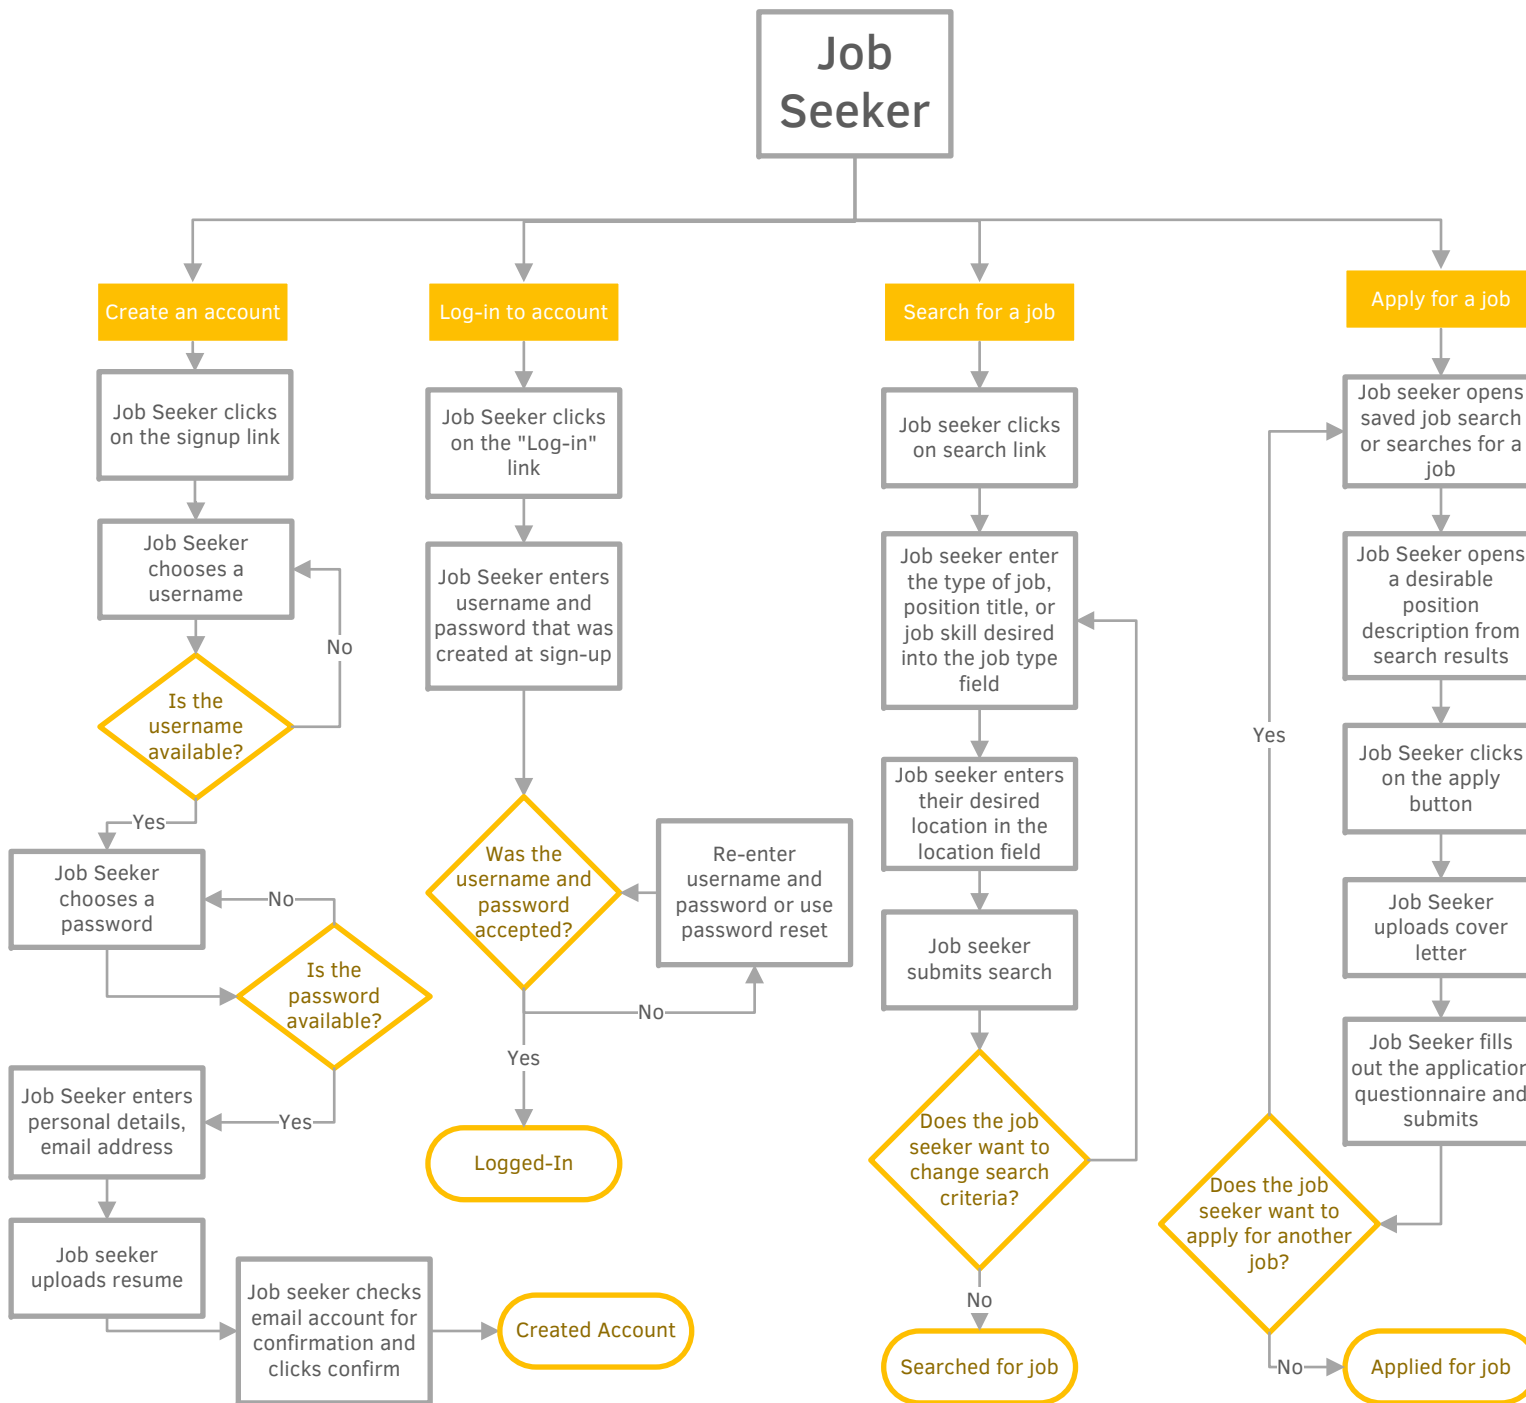 Job
Seeker
Create an account
Log-in to account
Search for a job
Apply for a job
Job Seeker clicks
on the signup link
Job Seeker
chooses a
username
No
Is the
username
available?
Yes
Job Seeker
chooses a
password
No
Is the
password
available?
Yes
Job Seeker enters
personal details,
email address
Job seeker
uploads resume
Job seeker checks
email account for
confirmation and
clicks confirm
Created Account
Job Seeker clicks
on the "Log-in"
link
Job Seeker enters
username and
password that was
created at sign-up
Was the
username and
password
accepted?
Re-enter
username and
password or use
password reset
No
Yes
Logged-In
Job seeker clicks
on search link
Job seeker enter
the type of job,
position title, or
job skill desired
into the job type
field
Job seeker enters
their desired
location in the
location field
Job seeker
submits search
Does the job
seeker want to
change search
criteria?
No
Searched for job
Job seeker opens
saved job search
or searches for a
job
Job Seeker opens
a desirable
position
description from
search results
Job Seeker clicks
on the apply
button
Job Seeker
uploads cover
letter
Job Seeker fills
out the application
questionnaire and
submits
Does the job
seeker want to
apply for another
job?
Yes
No
Applied for job